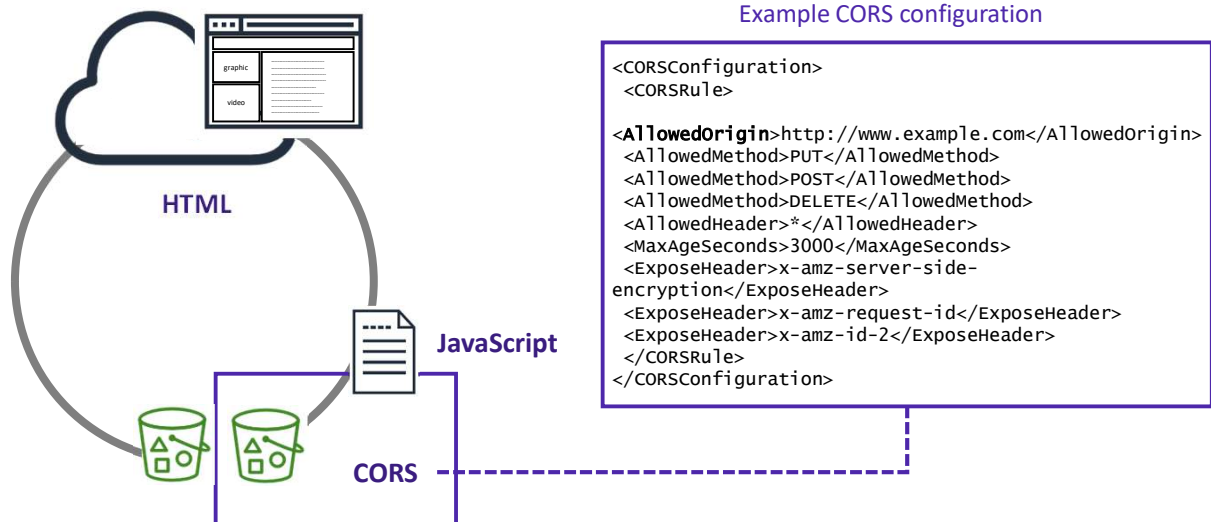 Example CORS configuration
graphic
video
HTML
JavaScript
CORS
<CORSConfiguration>
<CORSRule>
<AllowedOrigin>http://www.example.com</AllowedOrigin>
<AllowedMethod>PUT</AllowedMethod>
<AllowedMethod>POST</AllowedMethod>
<AllowedMethod>DELETE</AllowedMethod>
<AllowedHeader>*</AllowedHeader>
<MaxAgeSeconds>3000</MaxAgeSeconds>
<ExposeHeader>x-amz-server-side-
encryption</ExposeHeader>
<ExposeHeader>x-amz-request-id</ExposeHeader>
<ExposeHeader>x-amz-id-2</ExposeHeader>
</CORSRule>
</CORSConfiguration>